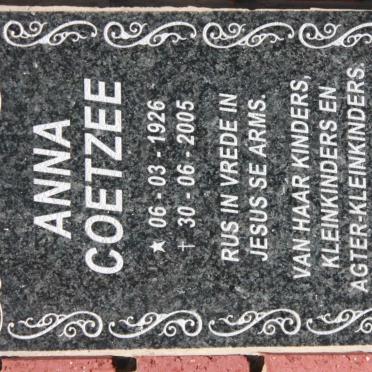 ANNA
COETZEE
★ 06 - 03 - 1926
† 30 - 06 - 2005
RUS IN VREDE IN
JESUS SE ARMS.
VAN HAAR KINDERS,
KLEINKINDERS EN
AGTER-KLEINKINDERS.